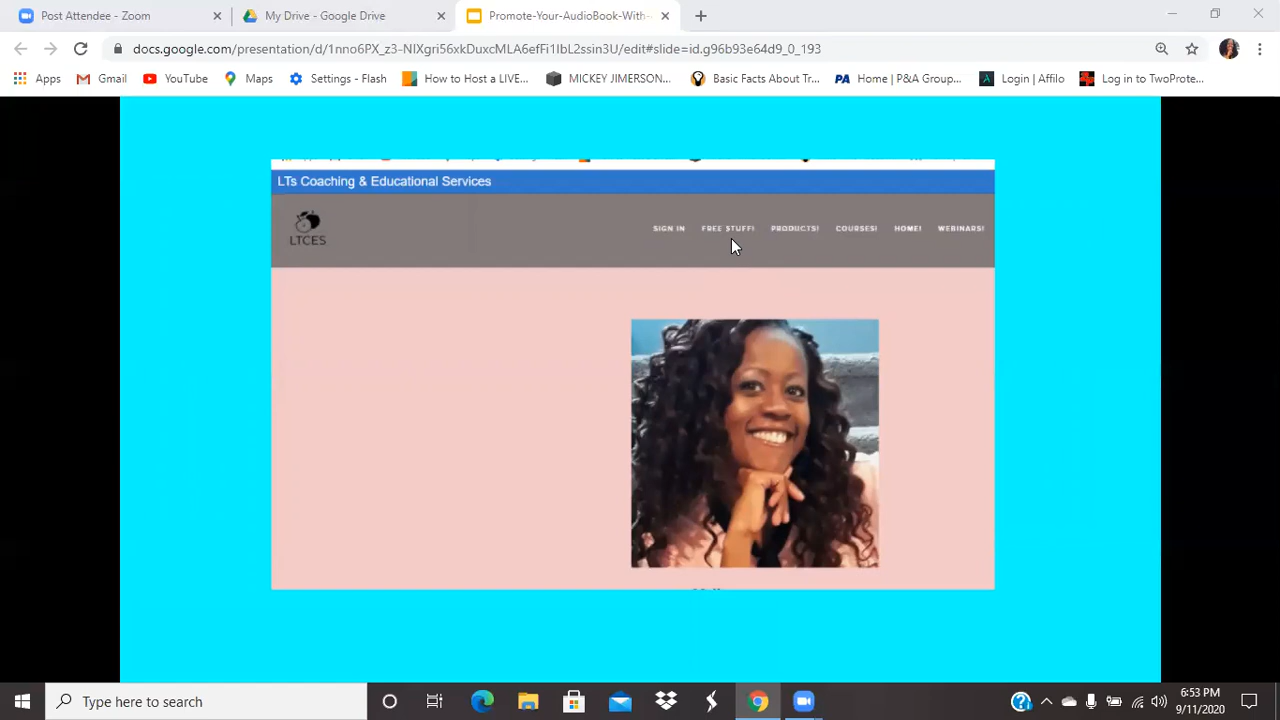 Post Attendee - Zoom
My Drive - Google Drive
Promote-Your-AudioBook-With-
docs.google.com/presentation/d/1nno6PX_z3-NIXgri56xkDuxcMLA6efFi1IbL2ssin3U/edit#slide=id.g96b93e64d9_0_193
Apps
Gmail
YouTube
Maps
Settings - Flash
How to Host a LIVE...
MICKEY JIMERSON...
Basic Facts About Tr...
PA Home | P&A Group...
Login | Affilo
Log in to TwoProte...
LTs Coaching & Educational Services
LTCES
SIGN IN FREE STUFF! PRODUCTS! COURSES! HOME! WEBINARS!
Type here to search
6:53 PM
9/11/2020